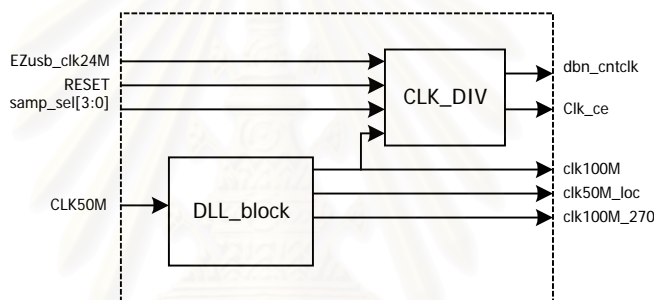 EZusb_clk24M
RESET
samp_sel[3:0]
CLK_DIV
dbn_cntclk
Clk_ce
CLK50M
DLL_block
clk100M
clk50M_loc
clk100M_270